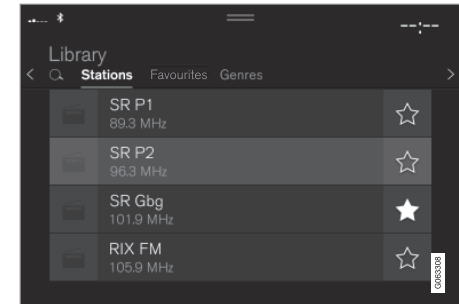 --:--
Library
Stations Favourites Genres
SR P1
89.3 MHz
SR P2
96.3 MHz
SR Gbg
101.9 MHz
RIX FM
105.9 MHz
G063308